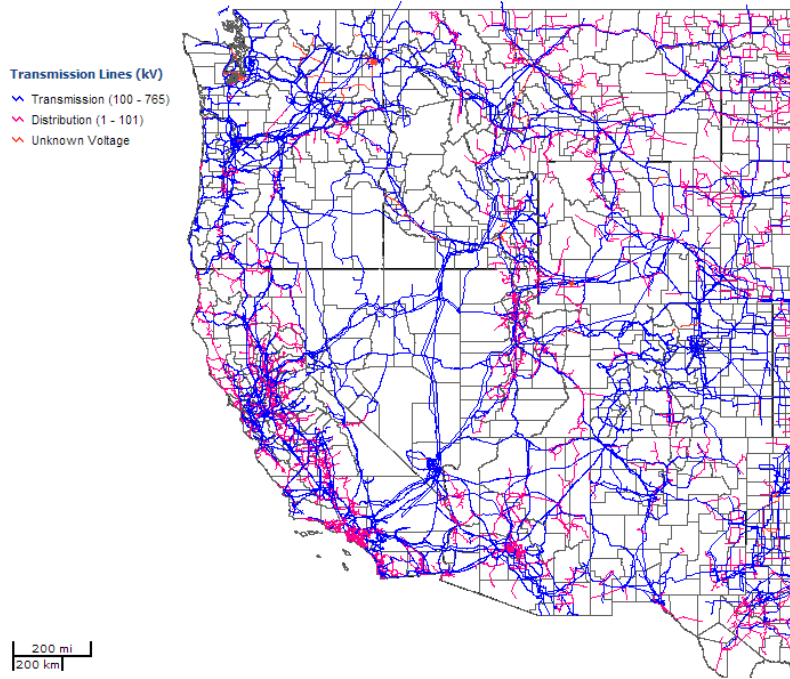 Transmission Lines (kV)
Transmission (100 - 765)
Distribution (1 - 101)
Unknown Voltage
200 mi
200 km